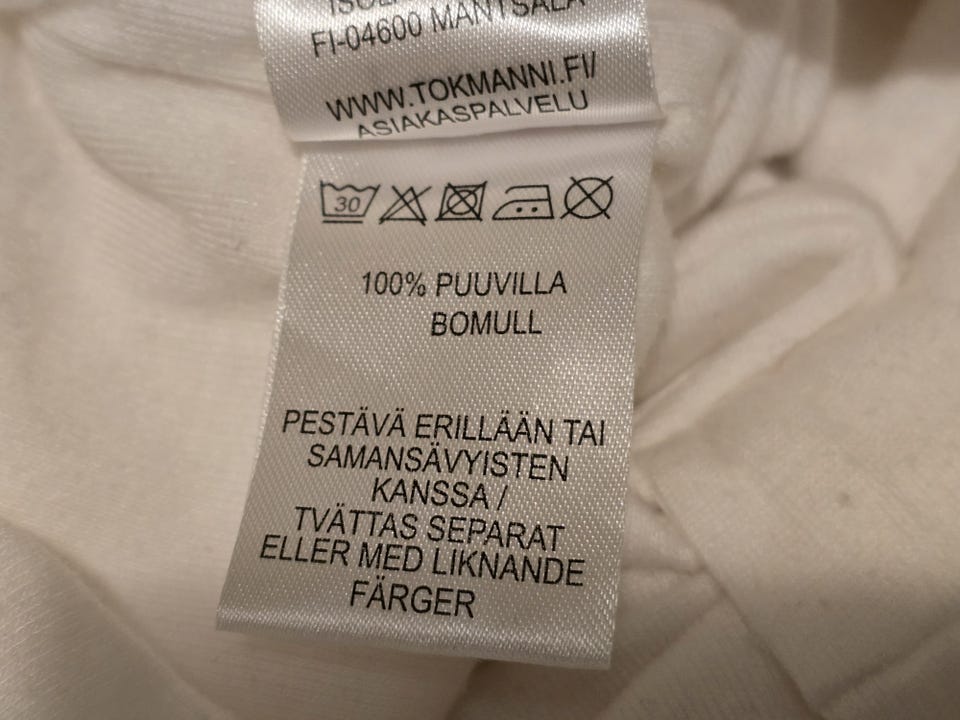 FI-04600 MÄNTSÄLÄ
WWW.TOKMANNI.FI/
ASIAKASPALVELU
30
100% PUUVILLA
BOMULL
PESTÄVÄ ERILLÄÄN TAI
SAMANSÄVYISTEN
KANSSA /
TVÄTTAS SEPARAT
ELLER MED LIKNANDE
FÄRGER